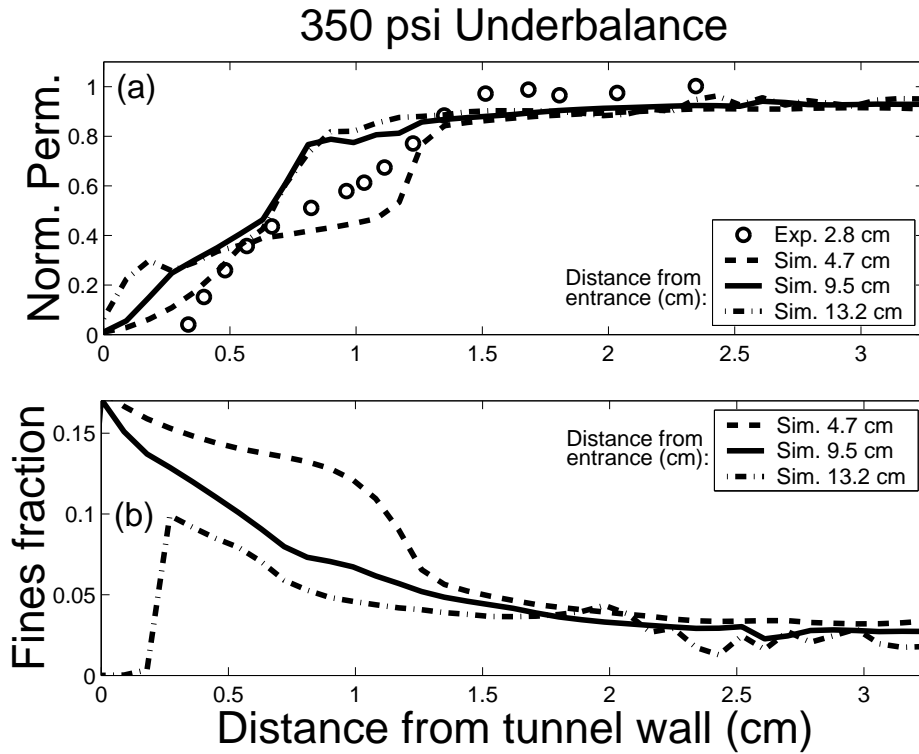 350 psi Underbalance
(a)
Norm. Perm.
1
0.8
0.6
0.4
0.2
0
0 0.5 1 1.5 2 2.5 3
Distance from
entrance (cm):
Exp. 2.8 cm
Sim. 4.7 cm
Sim. 9.5 cm
Sim. 13.2 cm
(b)
Fines fraction
0.15
0.1
0.05
0
0 0.5 1 1.5 2 2.5 3
Distance from
entrance (cm):
Sim. 4.7 cm
Sim. 9.5 cm
Sim. 13.2 cm
Distance from tunnel wall (cm)